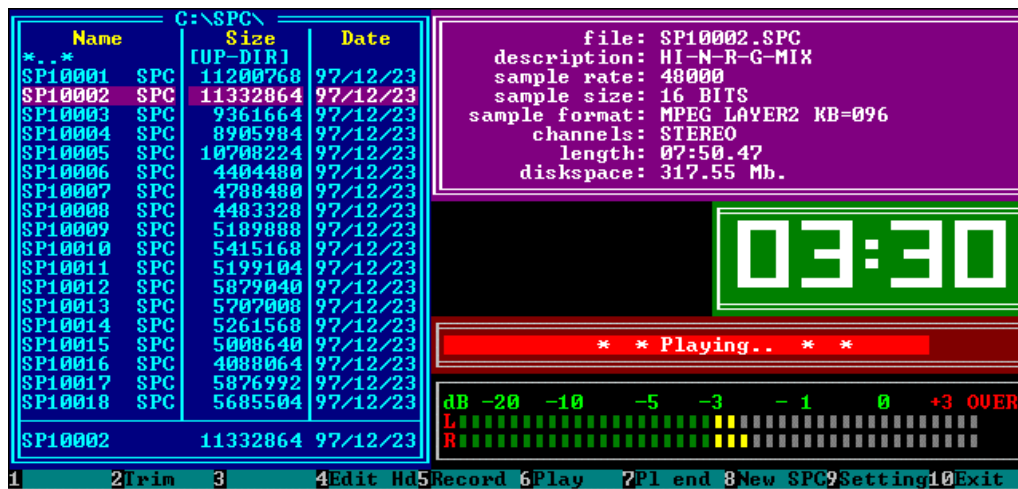 C:\SPC\
Name Size Date
*..* [UP-DIR]
SP10001 SPC 11200768 97/12/23
SP10002 SPC 11332864 97/12/23
SP10003 SPC 9361664 97/12/23
SP10004 SPC 8905984 97/12/23
SP10005 SPC 10708224 97/12/23
SP10006 SPC 4404480 97/12/23
SP10007 SPC 4788480 97/12/23
SP10008 SPC 4483328 97/12/23
SP10009 SPC 5189888 97/12/23
SP10010 SPC 5415168 97/12/23
SP10011 SPC 5199104 97/12/23
SP10012 SPC 5879040 97/12/23
SP10013 SPC 5707008 97/12/23
SP10014 SPC 5261568 97/12/23
SP10015 SPC 5008640 97/12/23
SP10016 SPC 4088064 97/12/23
SP10017 SPC 5876992 97/12/23
SP10018 SPC 5685504 97/12/23
SP10002 11332864 97/12/23
file: SP10002.SPC
description: HI-N-R-G-MIX
sample rate: 48000
sample size: 16 BITS
sample format: MPEG LAYER2 KB=096
channels: STEREO
length: 07:50.47
diskspace: 317.55 Mb.
03:30
* * Playing.. * *
dB -20 -10 -5 -3 - 1 0 +3 OVER
L
R
1 2Trim 3 4Edit Hd5Record 6Play 7Pl end 8New SPC9Setting10Exit